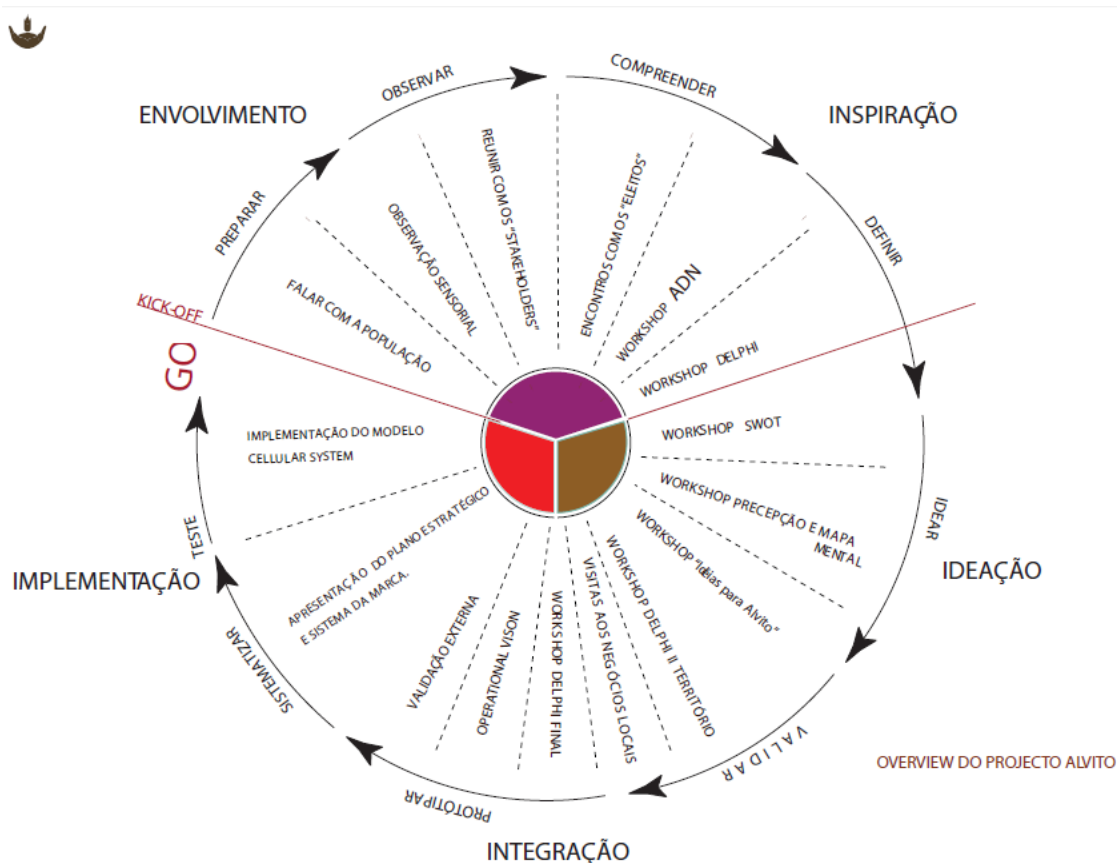 ENVOLVIMENTO
INSPIRAÇÃO
IDEAÇÃO
INTEGRAÇÃO
IMPLEMENTAÇÃO
KICK-OFF
GO
PREPARAR
OBSERVAR
COMPREENDER
DEFINIR
IDEAR
VALIDAR
PROTÓTIPAR
SISTEMATIZAR
TESTE
FALAR COM A POPULAÇÃO
OBSERVAÇÃO SENSORIAL
REUNIR COM OS "STAKEHOLDERS"
ENCONTROS COM OS "ELEITOS"
WORKSHOP ADN
WORKSHOP DELPHI
WORKSHOP SWOT
WORKSHOP PRECEPÇÃO E MAPA
MENTAL
WORKSHOP "Idéias para Alvito"
WORKSHOP DELPHI II TERRITÓRIO
VISITAS AOS NEGÓCIOS LOCAIS
WORKSHOP DELPHI FINAL
OPERATIONAL VISON
VALIDAÇÃO EXTERNA
APRESENTAÇÃO DO PLANO ESTRATÉGICO
E SISTEMA DA MARCA.
IMPLEMENTAÇÃO DO MODELO
CELLULAR SYSTEM
OVERVIEW DO PROJECTO ALVITO